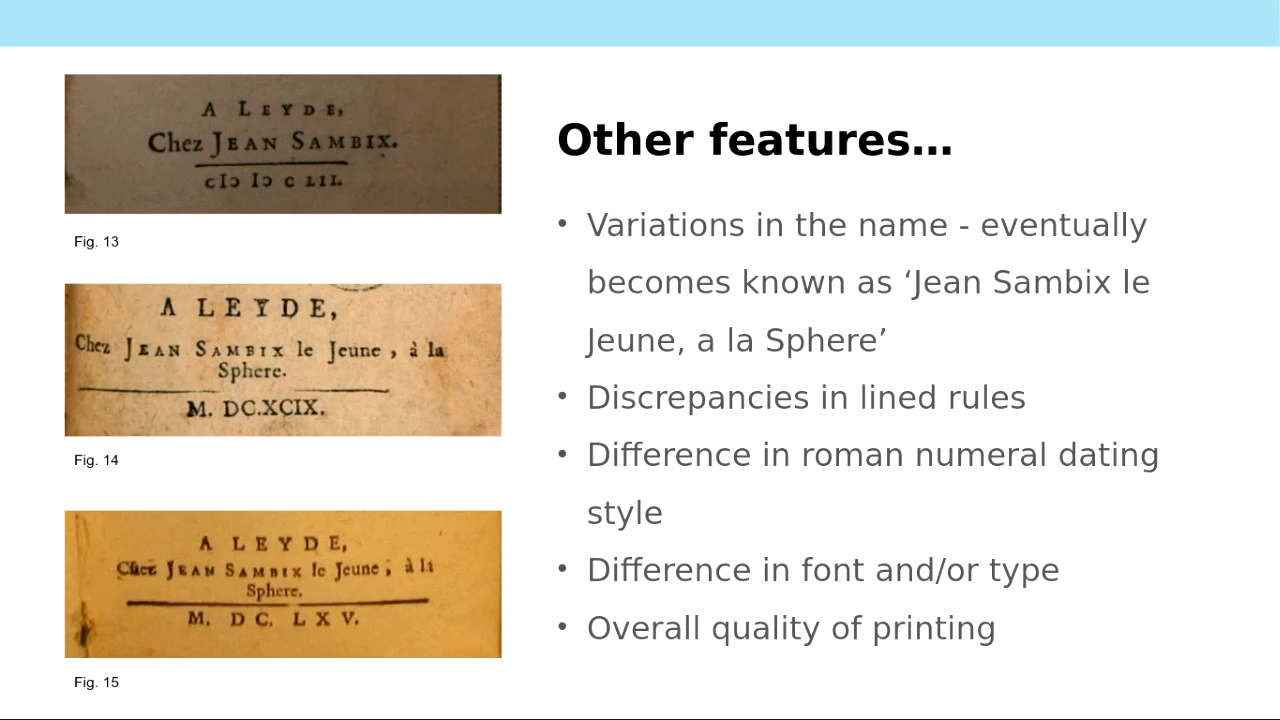 A LEYDE,
Chez JEAN SAMBIX.
cIↄ Iↄ c LII.
Fig. 13
A LEYDE,
Chez JEAN SAMBIX le Jeune , à la
Sphere.
M. DC.XCIX.
Fig. 14
A LEYDE,
Chez JEAN SAMBIX le Jeune , à la
Sphere.
M. DC. LXV.
Fig. 15
Other features…
• Variations in the name - eventually
becomes known as ‘Jean Sambix le
Jeune, a la Sphere’
• Discrepancies in lined rules
• Difference in roman numeral dating
style
• Difference in font and/or type
• Overall quality of printing